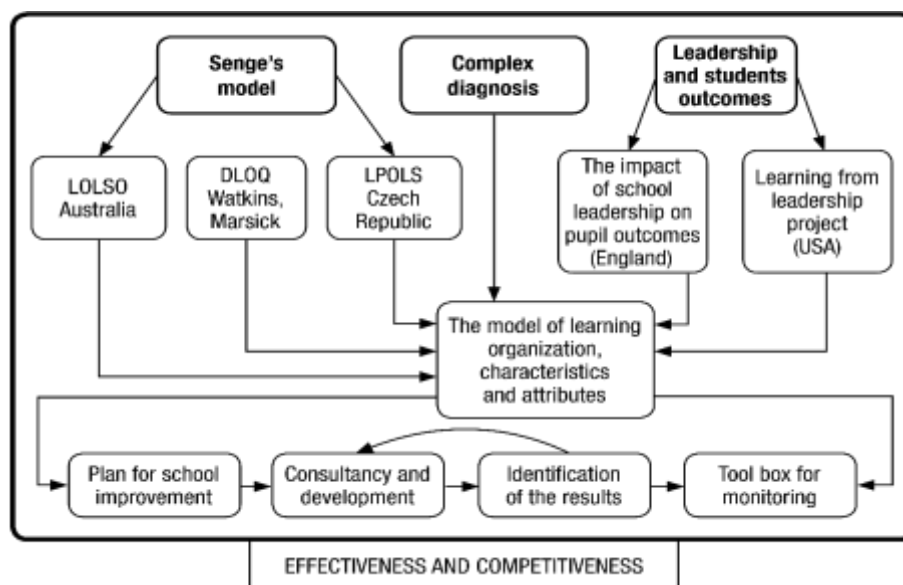 Senge's
model
Complex
diagnosis
Leadership
and students
outcomes
LOLSO
Australia
DLOQ
Watkins,
Marsick
LPOLS
Czech
Republic
The impact
of school
leadership on
pupil outcomes
(England)
Learning from
leadership
project
(USA)
The model of learning
organization,
characteristics
and attributes
Plan for school
improvement
Consultancy and
development
Identification
of the results
Tool box for
monitoring
EFFECTIVENESS AND COMPETITIVENESS